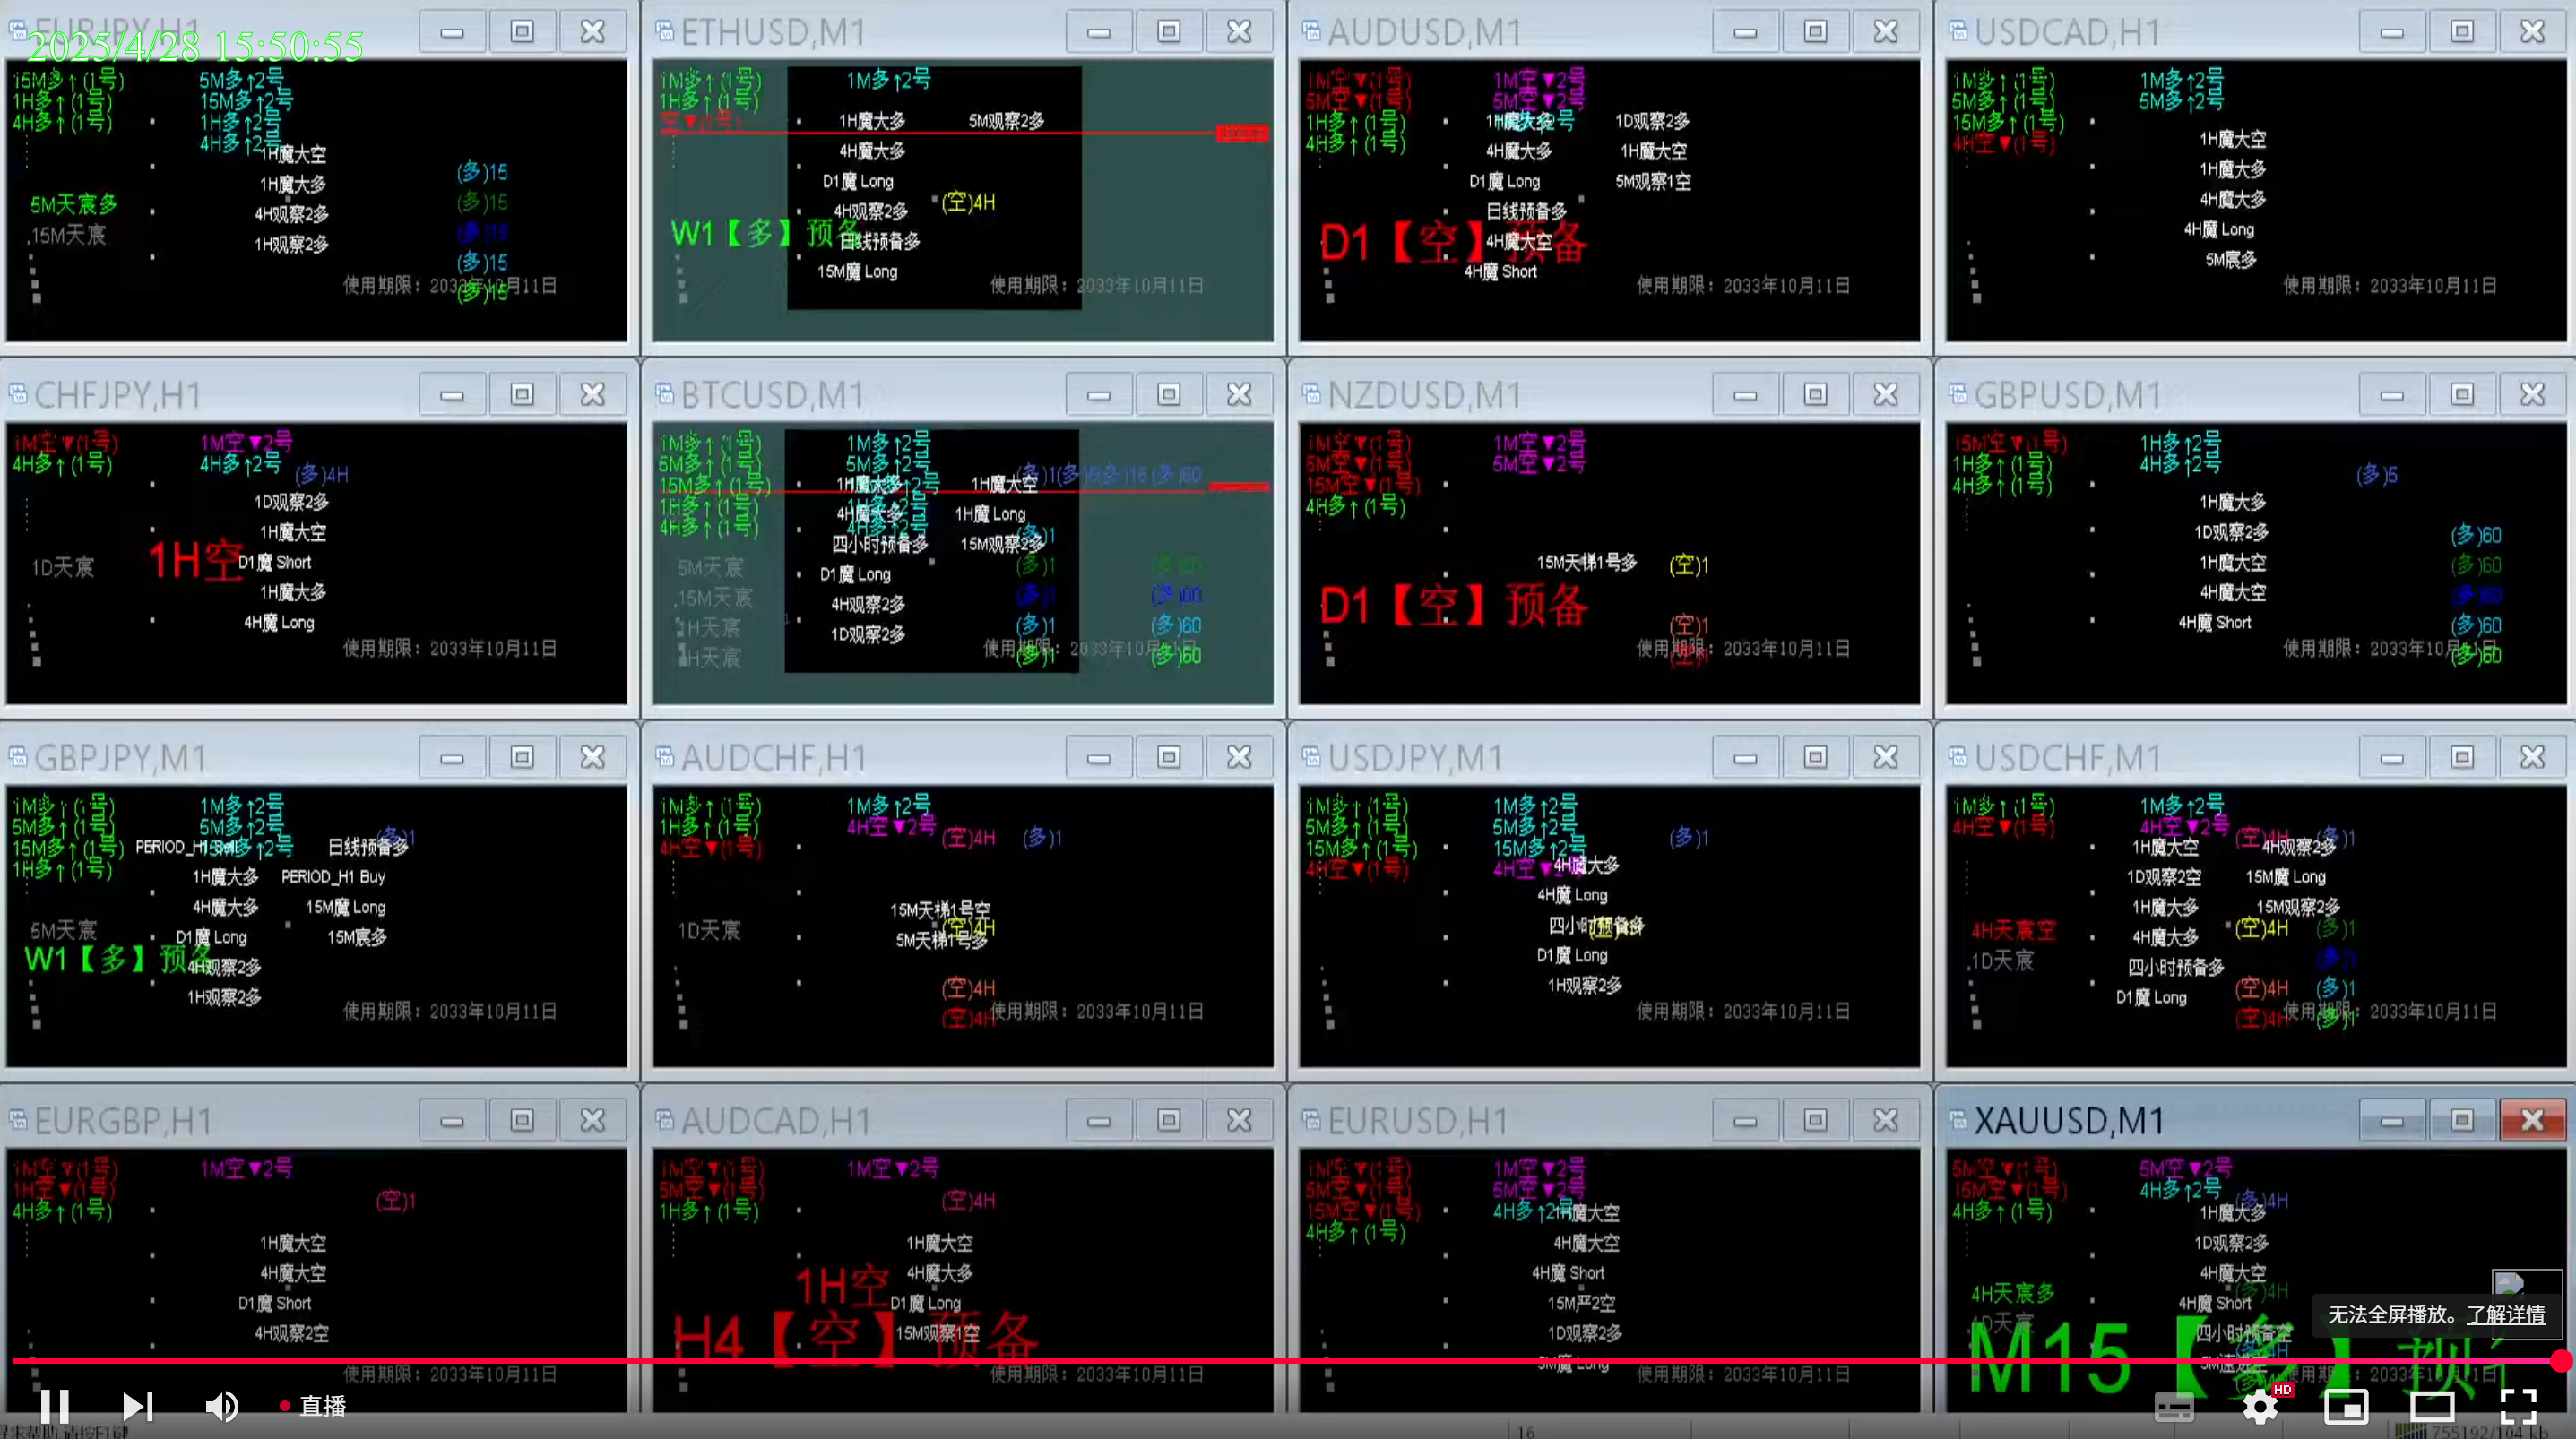 EURJPY,H1
2025/4/28 15:50:55
15M多↑(1号) 5M多↑2号
1H多↑(1号) 15M多↑2号
4H多↑(1号) 1H多↑2号
4H多↑2号
1H魔大空
(多)15
1H魔大多
5M天宸多 (多)15
4H观察2多
.15M天宸 (多)15
1H观察2多
(多)15
使用期限：2033年10月11日
(多)15
ETHUSD,M1
1M多↑(1号) 1M多↑2号
1H多↑(1号)
空▼(1号) 1H魔大多 5M观察2多
4H魔大多
D1魔 Long
4H观察2多 (空)4H
W1【多】预备
日线预备多
15M魔 Long
使用期限：2033年10月11日
AUDUSD,M1
1M空▼(1号) 1M空▼2号
5M空▼(1号) 5M空▼2号
1H多↑(1号) 1H魔大多 1D观察2多
4H多↑(1号) 4H魔大多 1H魔大空
D1魔 Long 5M观察1空
日线预备多
D1【空】预备
4H魔大空
4H魔 Short
使用期限：2033年10月11日
USDCAD,H1
1M多↑(1号) 1M多↑2号
5M多↑(1号) 5M多↑2号
15M多↑(1号)
4H空▼(1号) 1H魔大空
1H魔大多
4H魔大多
4H魔 Long
5M宸多
使用期限：2033年10月11日
CHFJPY,H1
1M空▼(1号) 1M空▼2号
4H多↑(1号) 4H多↑2号 (多)4H
1D观察2多
1H魔大空
1D天宸 1H空 D1魔 Short
1H魔大多
4H魔 Long
使用期限：2033年10月11日
BTCUSD,M1
1M多↑(1号) 1M多↑2号
5M多↑(1号) 5M多↑2号
15M多↑(1号) 1H魔大多 1H魔大空
1H多↑(1号) 4H魔大多 1H魔 Long
4H多↑(1号) 4H多↑2号
四小时预备多 15M观察2多 (多)1
5M天宸 D1魔 Long (多)1
.15M天宸 4H观察2多 (多)1 (多)60
1H天宸 1D观察2多 (多)1 (多)60
4H天宸 (多)1 (多)60
使用期限：2033年10月11日
NZDUSD,M1
1M空▼(1号) 1M空▼2号
5M空▼(1号) 5M空▼2号
15M空▼(1号)
4H多↑(1号)
15M天梯1号多 (空)1
D1【空】预备
(空)1
使用期限：2033年10月11日
GBPUSD,M1
15M空▼(1号) 1H多↑2号
1H多↑(1号) 4H多↑2号 (多)5
4H多↑(1号)
1H魔大多
1D观察2多 (多)60
1H魔大空 (多)60
4H魔大空 (多)60
4H魔 Short (多)60
使用期限：2033年10月11日
(多)60
GBPJPY,M1
1M多↑(1号) 1M多↑2号
5M多↑(1号) 5M多↑2号 (多)1
15M多↑(1号) 15M多↑2号 日线预备多
1H多↑(1号) 1H魔大多 PERIOD_H1 Buy
4H魔大多 15M魔 Long
5M天宸 D1魔 Long 15M宸多
W1【多】预备
4H观察2多
1H观察2多
使用期限：2033年10月11日
AUDCHF,H1
1M多↑(1号) 1M多↑2号
1H多↑(1号) 4H空▼2号 (空)4H (多)1
4H空▼(1号)
15M天梯1号空
1D天宸 (空)4H
5M天梯1号多
(空)4H
(空)4H 使用期限：2033年10月11日
USDJPY,M1
1M多↑(1号) 1M多↑2号
5M多↑(1号) 5M多↑2号 (多)1
15M多↑(1号) 15M多↑2号
4H空▼(1号) 4H魔大多
4H魔 Long
四小时预备多
D1魔 Long
1H观察2多
使用期限：2033年10月11日
USDCHF,M1
1M多↑(1号) 1M多↑2号
4H空▼(1号) 4H空▼2号 (空)4H (多)1
1H魔大空 4H观察2多
1D观察2空 15M魔 Long
1H魔大多 15M观察2多
4H天宸空 4H魔大多 (空)4H (多)1
.1D天宸 四小时预备多
D1魔 Long (空)4H (多)1
(空)4H (多)1
使用期限：2033年10月11日
EURGBP,H1
1M空▼(1号) 1M空▼2号
1H空▼(1号) (空)1
4H多↑(1号)
1H魔大空
4H魔大空
D1魔 Short
4H观察2空
使用期限：2033年10月11日
AUDCAD,H1
1M空▼(1号) 1M空▼2号
5M空▼(1号) (空)4H
1H多↑(1号)
1H魔大空
1H空 4H魔大多
D1魔 Long
H4【空】预备
15M观察1空
使用期限：2033年10月11日
EURUSD,H1
1M空▼(1号) 1M空▼2号
5M空▼(1号) 5M空▼2号
15M空▼(1号) 4H多↑2号 1H魔大空
4H多↑(1号) 4H魔大空
4H魔 Short
15M严2空
1D观察2多
5M魔 Long
使用期限：2033年10月11日
XAUUSD,M1
5M空▼(1号) 5M空▼2号
15M空▼(1号) 4H多↑2号 (多)4H
4H多↑(1号) 1H魔大多
1D观察2多
4H魔大空
4H天宸多 (多)4H
4H魔 Short
1D天宸 四小时预备空
M15【多】预
无法全屏播放。了解详情
直播
HD
16
755192/104 kb